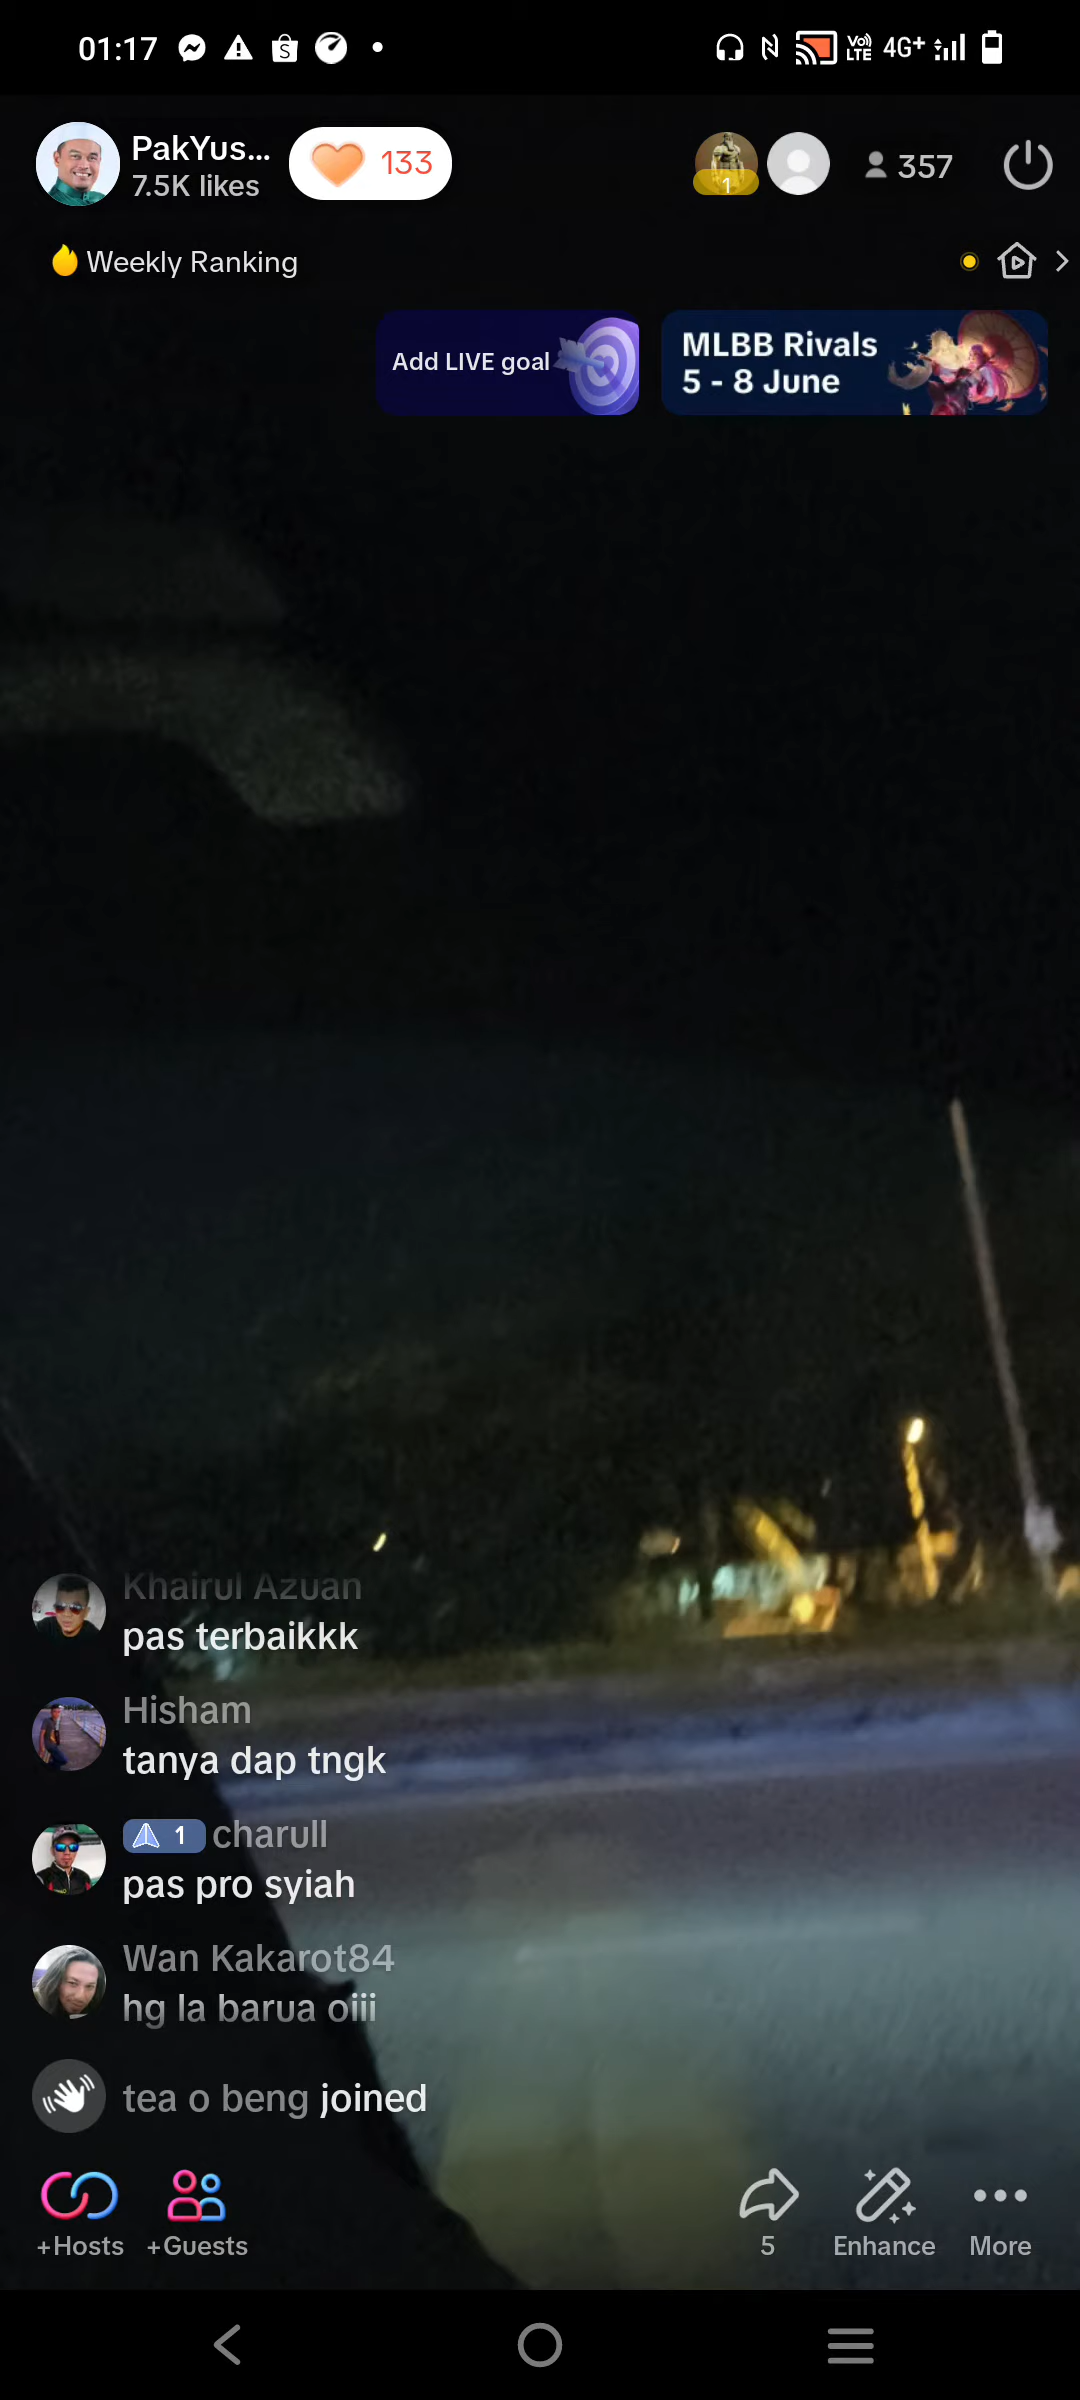 01:17
4G+
VoLTE
PakYus...
7.5K likes
133
1
357
Weekly Ranking
Add LIVE goal
MLBB Rivals
5 - 8 June
Khairul Azuan
pas terbaikkk
Hisham
tanya dap tngk
1 charull
pas pro syiah
Wan Kakarot84
hg la barua oiii
tea o beng joined
+Hosts
+Guests
5
Enhance
More